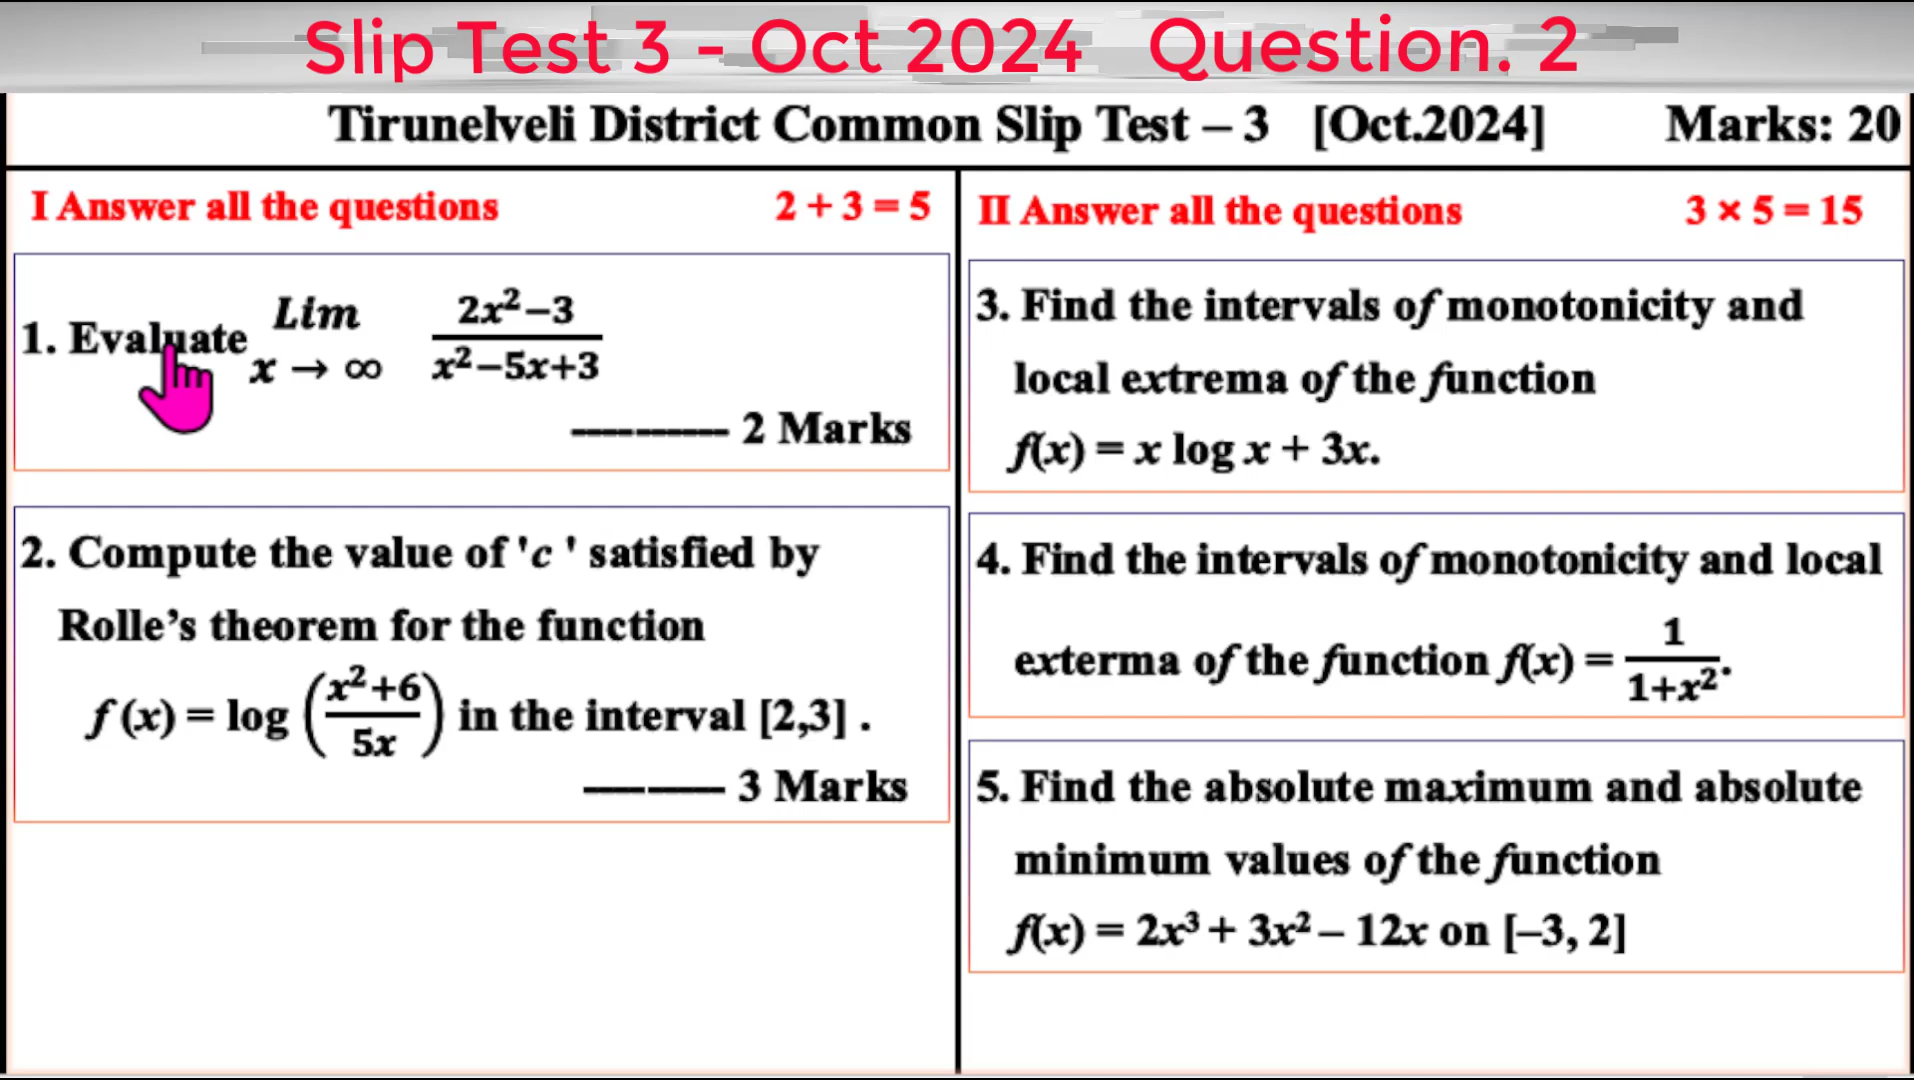 Slip Test 3 - Oct 2024 Question. 2
Tirunelveli District Common Slip Test – 3 [Oct.2024] Marks: 20
I Answer all the questions 2 + 3 = 5
1. Evaluate Lim x → ∞ (2x²–3)/(x²–5x+3)
---------- 2 Marks
2. Compute the value of 'c ' satisfied by
Rolle’s theorem for the function
f (x) = log ((x²+6)/5x) in the interval [2,3] .
——— 3 Marks
II Answer all the questions 3 × 5 = 15
3. Find the intervals of monotonicity and
local extrema of the function
f(x) = x log x + 3x.
4. Find the intervals of monotonicity and local
exterma of the function f(x) = 1/(1+x²).
5. Find the absolute maximum and absolute
minimum values of the function
f(x) = 2x³ + 3x² – 12x on [–3, 2]